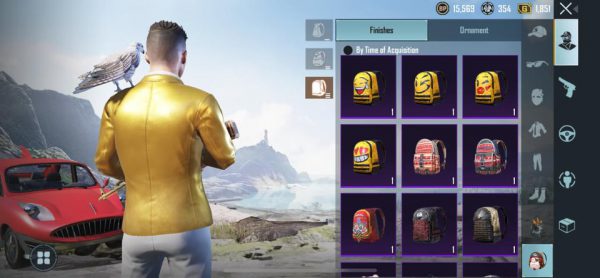 BP 15,569 354 G 1,851
Finishes Ornament
By Time of Acquisition
1 1 1
1 1 1
1 1 1